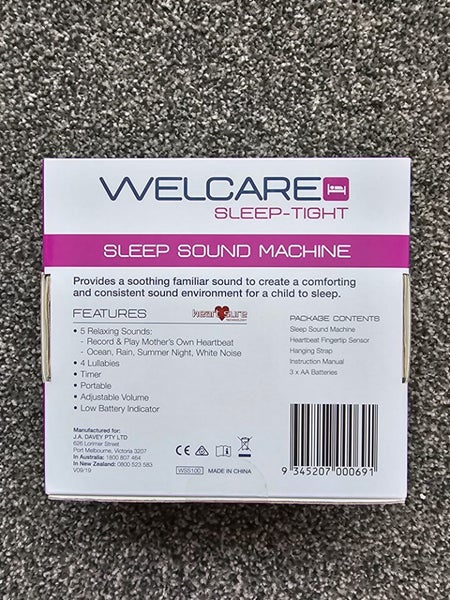 WELCARE
SLEEP-TIGHT
SLEEP SOUND MACHINE
Provides a soothing familiar sound to create a comforting
and consistent sound environment for a child to sleep.
FEATURES
heart sure
TECHNOLOGY
• 5 Relaxing Sounds:
- Record & Play Mother's Own Heartbeat
- Ocean, Rain, Summer Night, White Noise
• 4 Lullabies
• Timer
• Portable
• Adjustable Volume
• Low Battery Indicator
PACKAGE CONTENTS
Sleep Sound Machine
Heartbeat Fingertip Sensor
Hanging Strap
Instruction Manual
3 x AA Batteries
Manufactured for:
J.A. DAVEY PTY LTD
626 Lorimer Street
Port Melbourne, Victoria 3207
In Australia: 1800 807 464
In New Zealand: 0800 523 583
V09/19
CE
WSS100
MADE IN CHINA
9 345207 000691